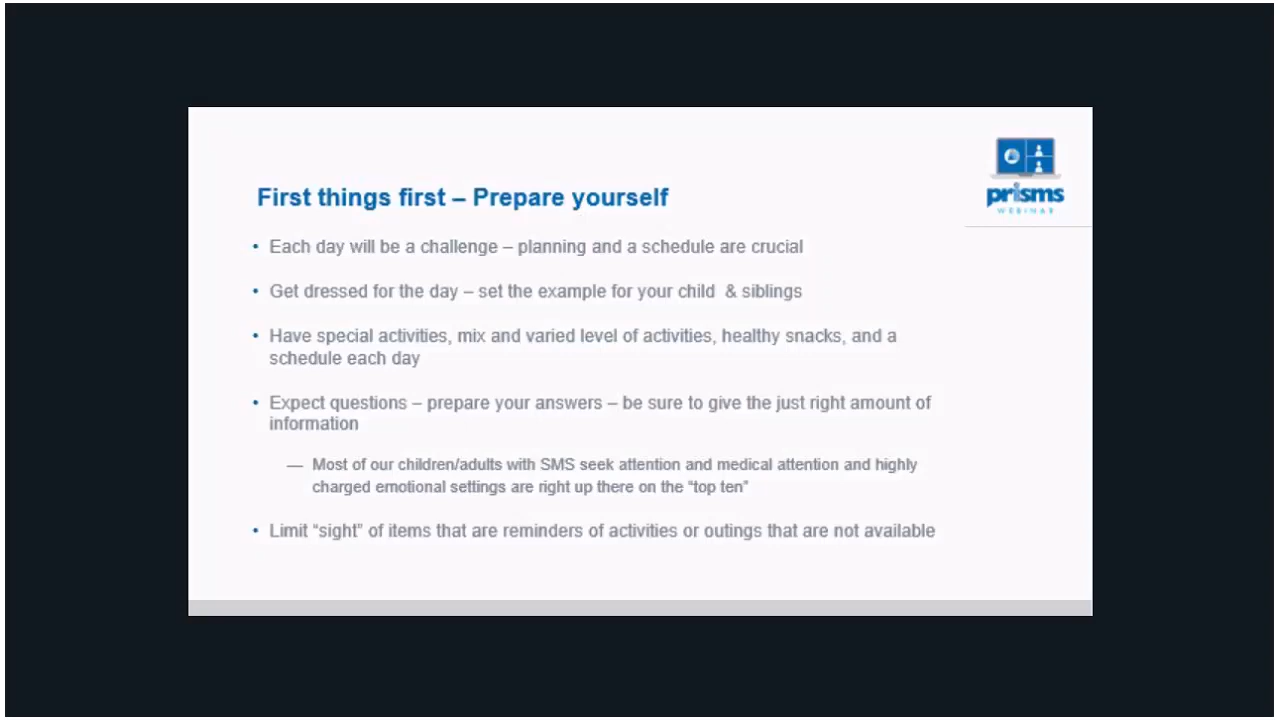 prisms
WEBINAR
First things first – Prepare yourself
• Each day will be a challenge – planning and a schedule are crucial
• Get dressed for the day – set the example for your child & siblings
• Have special activities, mix and varied level of activities, healthy snacks, and a
schedule each day
• Expect questions – prepare your answers – be sure to give the just right amount of
information
— Most of our children/adults with SMS seek attention and medical attention and highly
charged emotional settings are right up there on the “top ten”
• Limit “sight” of items that are reminders of activities or outings that are not available